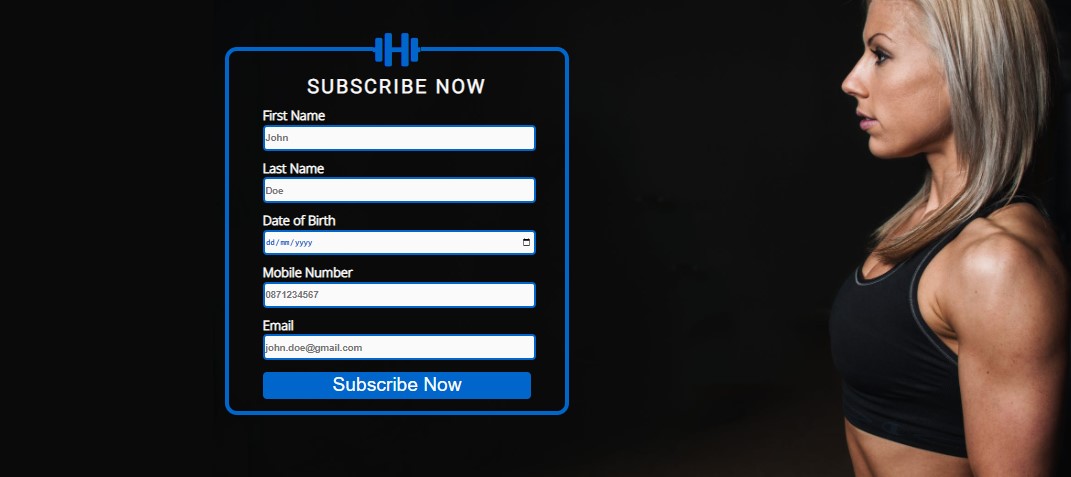 SUBSCRIBE NOW
First Name
John
Last Name
Doe
Date of Birth
dd/mm/yyyy
Mobile Number
0871234567
Email
john.doe@gmail.com
Subscribe Now